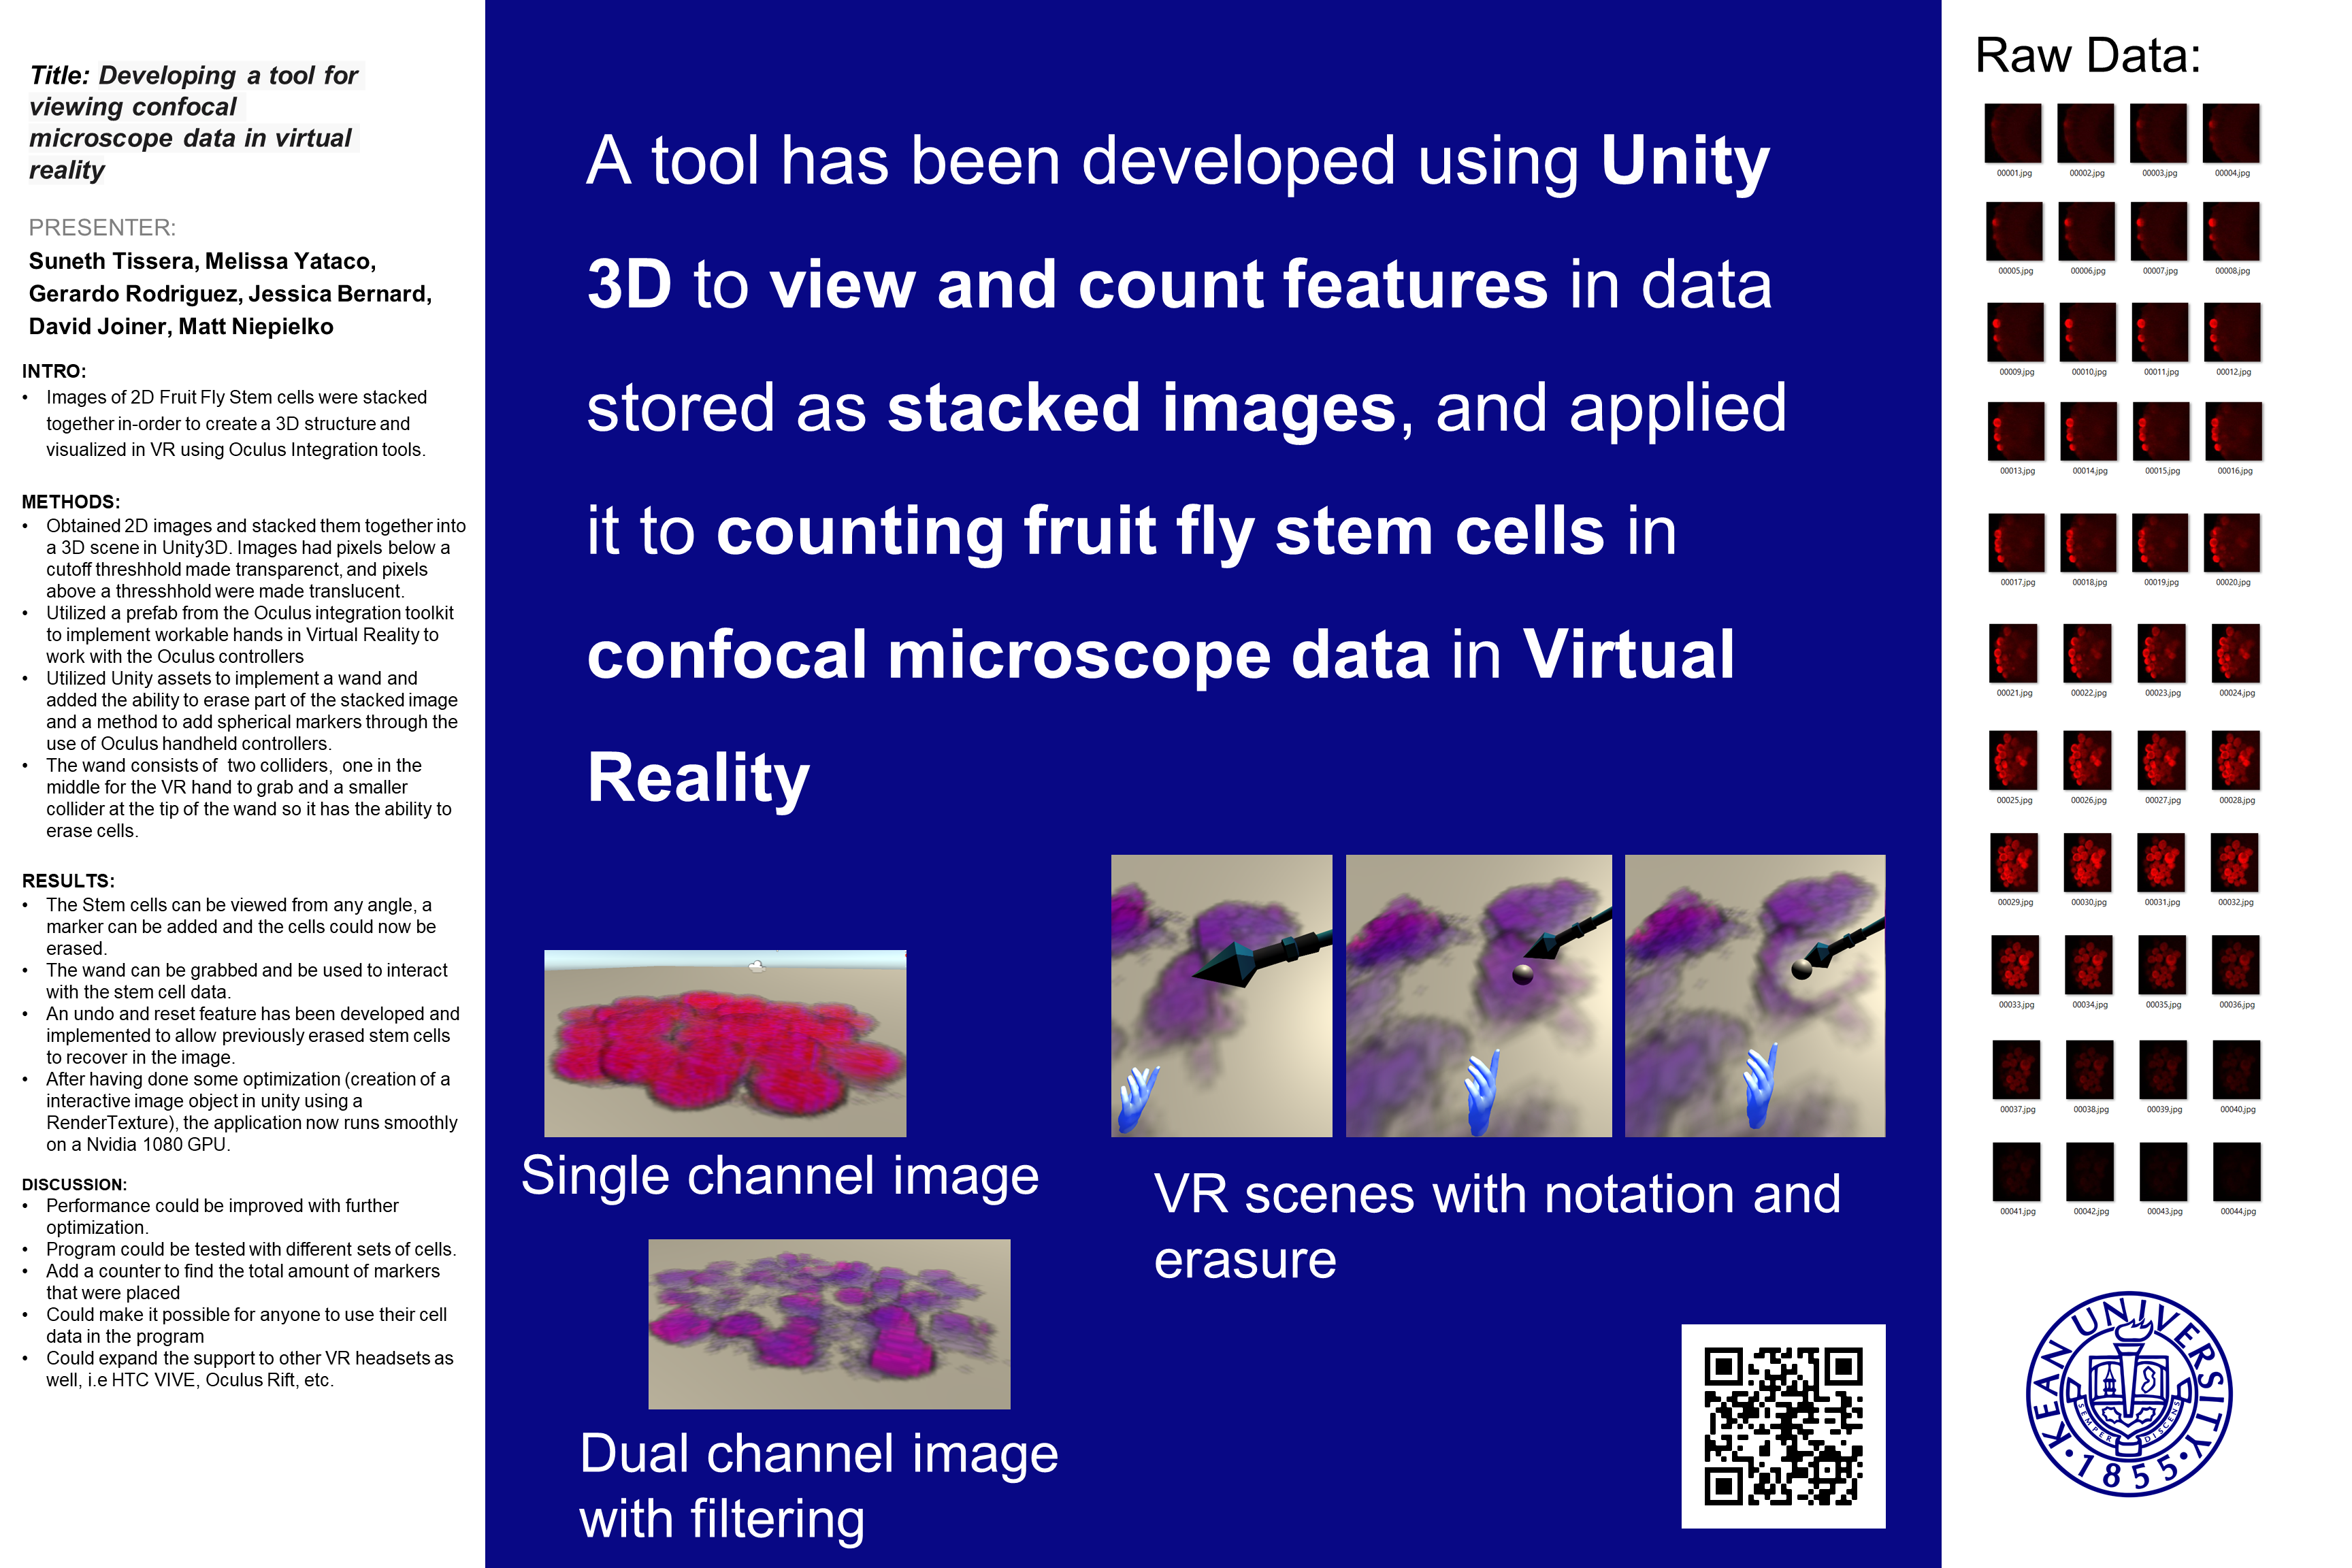 Title: Developing a tool for
viewing confocal
microscope data in virtual
reality
PRESENTER:
Suneth Tissera, Melissa Yataco,
Gerardo Rodriguez, Jessica Bernard,
David Joiner, Matt Niepielko
INTRO:
• Images of 2D Fruit Fly Stem cells were stacked
together in-order to create a 3D structure and
visualized in VR using Oculus Integration tools.
METHODS:
• Obtained 2D images and stacked them together into
a 3D scene in Unity3D. Images had pixels below a
cutoff threshhold made transparenct, and pixels
above a thresshhold were made translucent.
• Utilized a prefab from the Oculus integration toolkit
to implement workable hands in Virtual Reality to
work with the Oculus controllers
• Utilized Unity assets to implement a wand and
added the ability to erase part of the stacked image
and a method to add spherical markers through the
use of Oculus handheld controllers.
• The wand consists of two colliders, one in the
middle for the VR hand to grab and a smaller
collider at the tip of the wand so it has the ability to
erase cells.
RESULTS:
• The Stem cells can be viewed from any angle, a
marker can be added and the cells could now be
erased.
• The wand can be grabbed and be used to interact
with the stem cell data.
• An undo and reset feature has been developed and
implemented to allow previously erased stem cells
to recover in the image.
• After having done some optimization (creation of a
interactive image object in unity using a
RenderTexture), the application now runs smoothly
on a Nvidia 1080 GPU.
DISCUSSION:
• Performance could be improved with further
optimization.
• Program could be tested with different sets of cells.
• Add a counter to find the total amount of markers
that were placed
• Could make it possible for anyone to use their cell
data in the program
• Could expand the support to other VR headsets as
well, i.e HTC VIVE, Oculus Rift, etc.
A tool has been developed using Unity
3D to view and count features in data
stored as stacked images, and applied
it to counting fruit fly stem cells in
confocal microscope data in Virtual
Reality
Single channel image
Dual channel image
with filtering
VR scenes with notation and
erasure
Raw Data:
00001.jpg 00002.jpg 00003.jpg 00004.jpg
00005.jpg 00006.jpg 00007.jpg 00008.jpg
00009.jpg 00010.jpg 00011.jpg 00012.jpg
00013.jpg 00014.jpg 00015.jpg 00016.jpg
00017.jpg 00018.jpg 00019.jpg 00020.jpg
00021.jpg 00022.jpg 00023.jpg 00024.jpg
00025.jpg 00026.jpg 00027.jpg 00028.jpg
00029.jpg 00030.jpg 00031.jpg 00032.jpg
00033.jpg 00034.jpg 00035.jpg 00036.jpg
00037.jpg 00038.jpg 00039.jpg 00040.jpg
00041.jpg 00042.jpg 00043.jpg 00044.jpg
KEAN UNIVERSITY
SEMPER DISCENS
• 1855 •